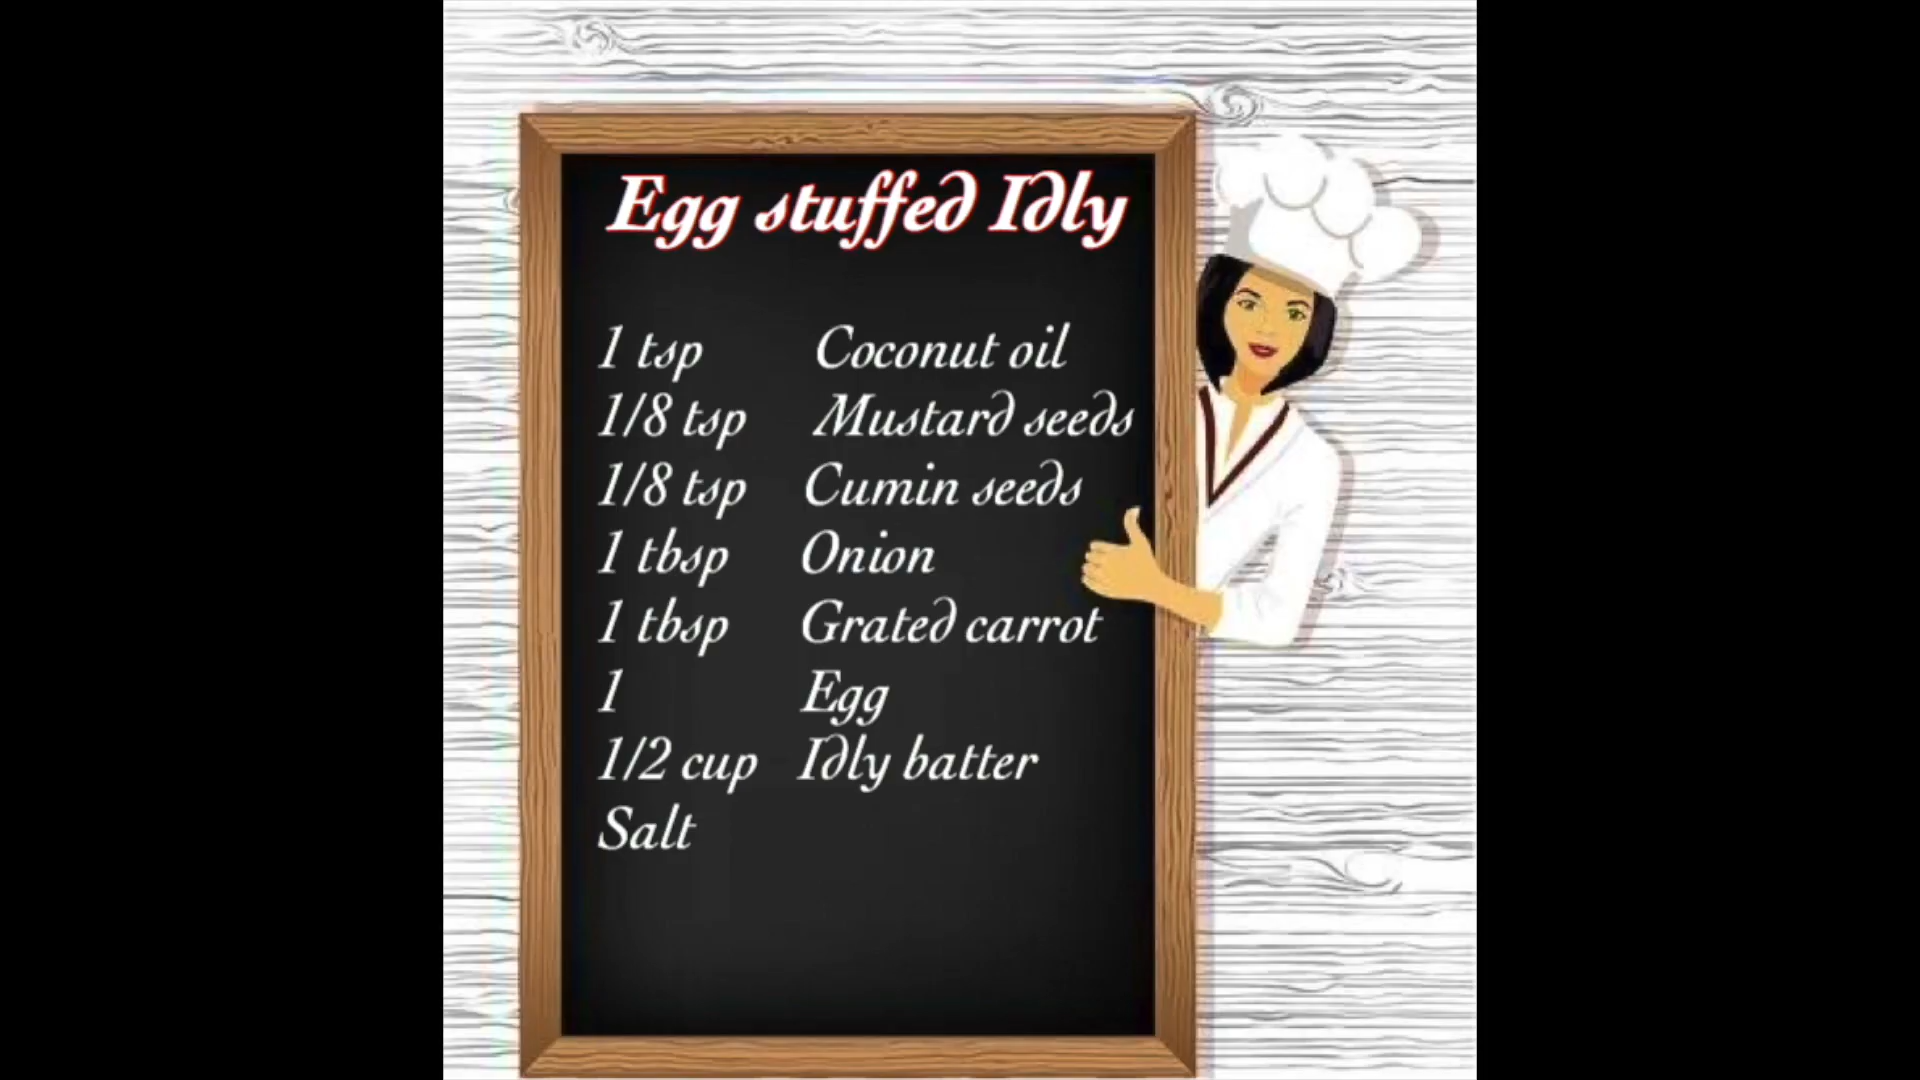 Egg stuffed Idly
1 tsp Coconut oil
1/8 tsp Mustard seeds
1/8 tsp Cumin seeds
1 tbsp Onion
1 tbsp Grated carrot
1 Egg
1/2 cup Idly batter
Salt